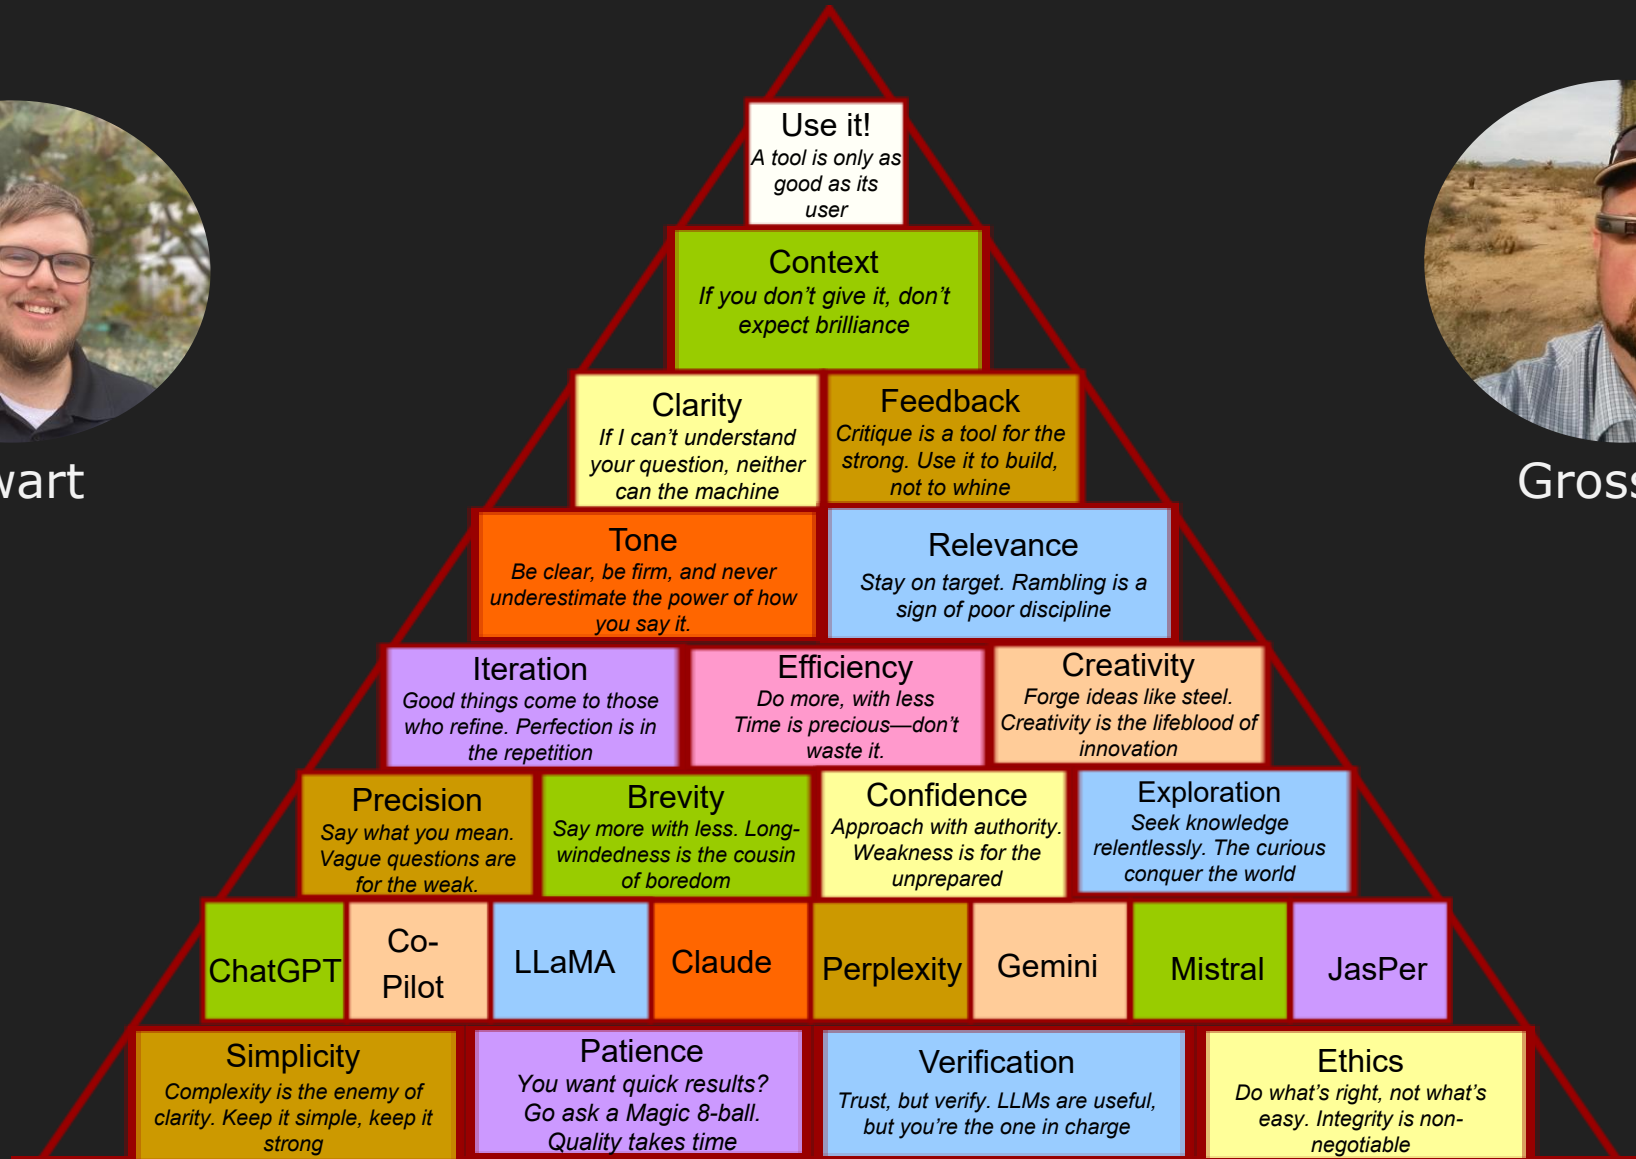 Use it!
A tool is only as
good as its
user
Context
If you don't give it, don't
expect brilliance
Clarity
If I can't understand
your question, neither
can the machine
Feedback
Critique is a tool for the
strong. Use it to build,
not to whine
wart
Gross
Tone
Be clear, be firm, and never
underestimate the power of how
you say it.
Relevance
Stay on target. Rambling is a
sign of poor discipline
Iteration
Good things come to those
who refine. Perfection is in
the repetition
Efficiency
Do more, with less
Time is precious—don't
waste it.
Creativity
Forge ideas like steel.
Creativity is the lifeblood of
innovation
Precision
Say what you mean.
Vague questions are
for the weak.
Brevity
Say more with less. Long-
windedness is the cousin
of boredom
Confidence
Approach with authority.
Weakness is for the
unprepared
Exploration
Seek knowledge
relentlessly. The curious
conquer the world
ChatGPT
Co-
Pilot
LLaMA
Claude
Perplexity
Gemini
Mistral
JasPer
Simplicity
Complexity is the enemy of
clarity. Keep it simple, keep it
strong
Patience
You want quick results?
Go ask a Magic 8-ball.
Quality takes time
Verification
Trust, but verify. LLMs are useful,
but you're the one in charge
Ethics
Do what's right, not what's
easy. Integrity is non-
negotiable